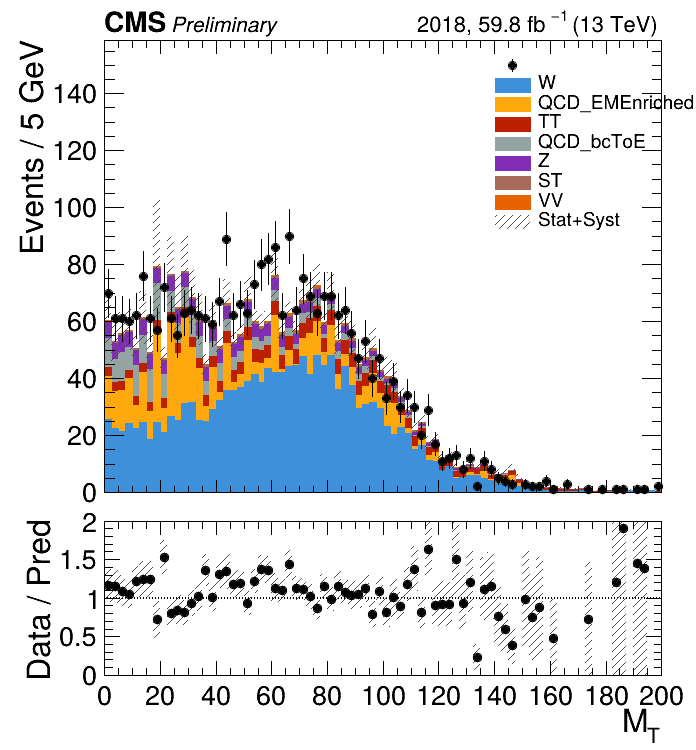 CMS Preliminary 2018, 59.8 fb⁻¹ (13 TeV)
Events / 5 GeV
140
120
100
80
60
40
20
0
W
QCD_EMEnriched
TT
QCD_bcToE
Z
ST
VV
Stat+Syst
Data / Pred
2
1.5
1
0.5
0
0 20 40 60 80 100 120 140 160 180 200
M_T